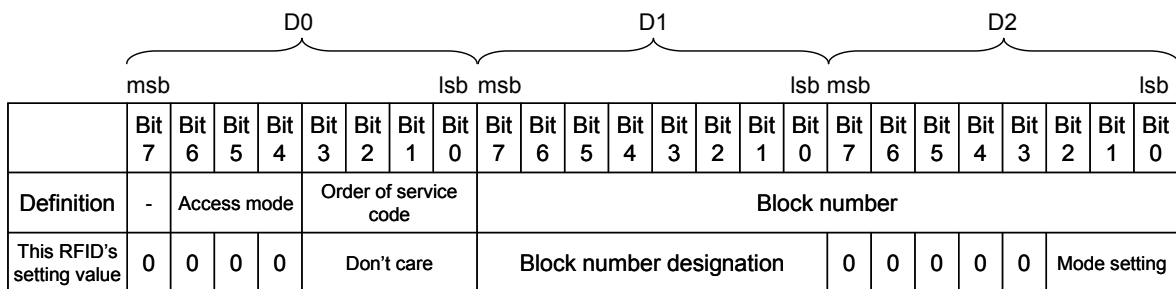 D0 D1 D2
msb lsb msb lsb msb lsb
Bit 7 Bit 6 Bit 5 Bit 4 Bit 3 Bit 2 Bit 1 Bit 0 Bit 7 Bit 6 Bit 5 Bit 4 Bit 3 Bit 2 Bit 1 Bit 0 Bit 7 Bit 6 Bit 5 Bit 4 Bit 3 Bit 2 Bit 1 Bit 0
Definition - Access mode Order of service code Block number
This RFID's setting value 0 0 0 0 Don't care Block number designation 0 0 0 0 0 Mode setting